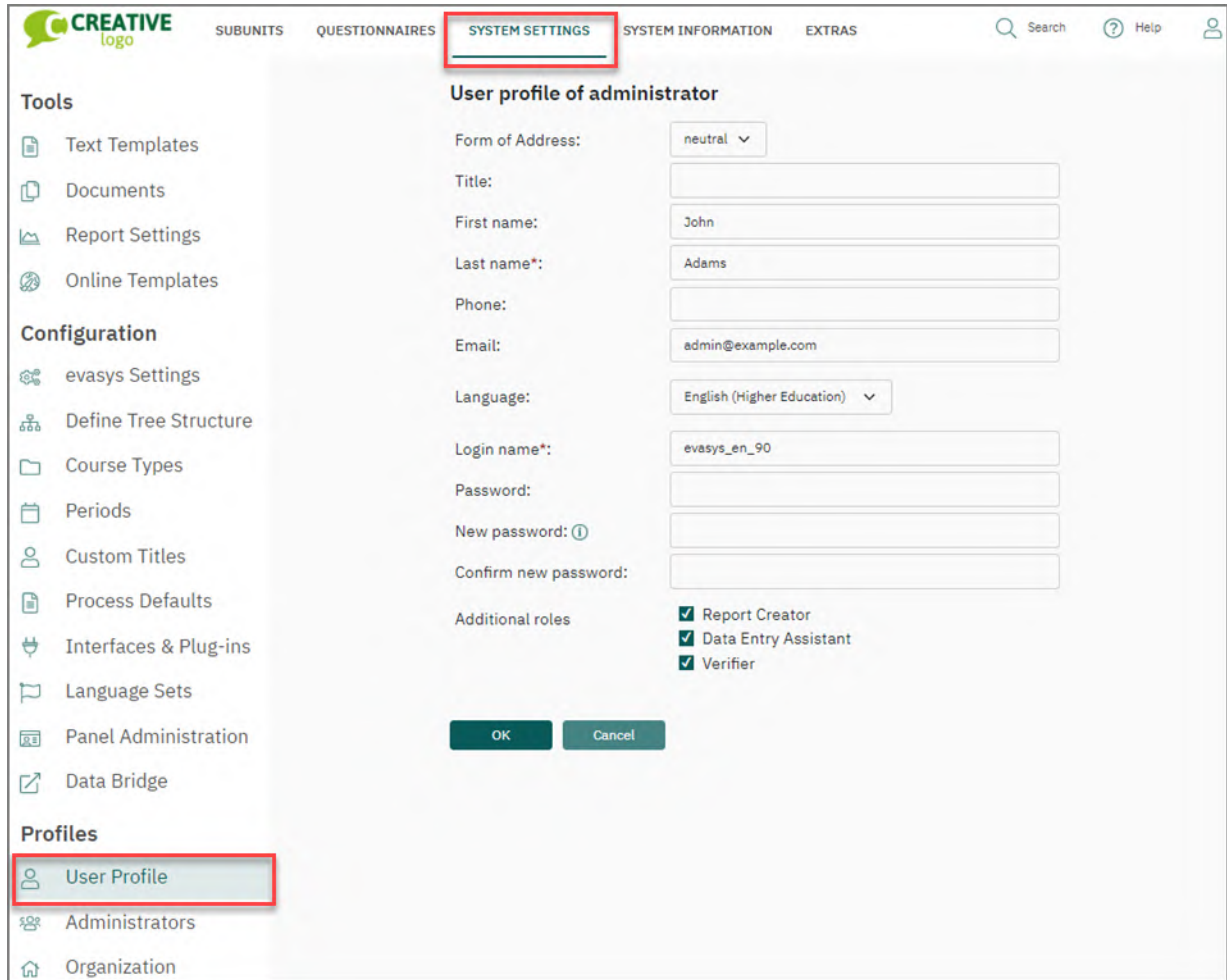 CREATIVE
logo
SUBUNITS QUESTIONNAIRES SYSTEM SETTINGS SYSTEM INFORMATION EXTRAS Search Help
Tools
Text Templates
Documents
Report Settings
Online Templates
Configuration
evasys Settings
Define Tree Structure
Course Types
Periods
Custom Titles
Process Defaults
Interfaces & Plug-ins
Language Sets
Panel Administration
Data Bridge
Profiles
User Profile
Administrators
Organization
User profile of administrator
Form of Address: neutral
Title:
First name: John
Last name*: Adams
Phone:
Email: admin@example.com
Language: English (Higher Education)
Login name*: evasys_en_90
Password:
New password:
Confirm new password:
Additional roles Report Creator
Data Entry Assistant
Verifier
OK Cancel